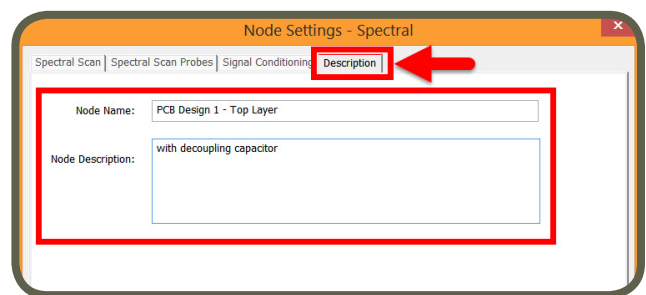 Node Settings - Spectral
Spectral Scan Spectral Scan Probes Signal Conditioning Description
Node Name: PCB Design 1 - Top Layer
Node Description: with decoupling capacitor